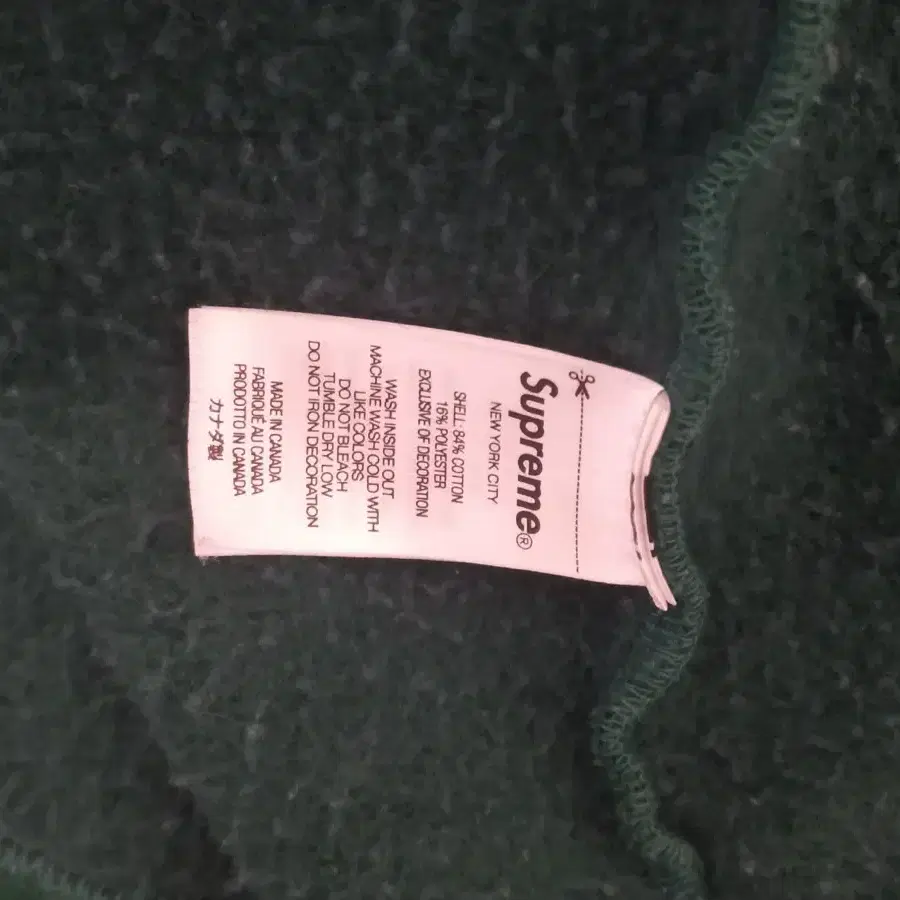 Supreme®
NEW YORK CITY
SHELL: 84% COTTON
16% POLYESTER
EXCLUSIVE OF DECORATION
WASH INSIDE OUT
MACHINE WASH COLD WITH
LIKE COLORS
DO NOT BLEACH
TUMBLE DRY LOW
DO NOT IRON DECORATION
MADE IN CANADA
FABRIQUÉ AU CANADA
PRODOTTO IN CANADA
カナダ製